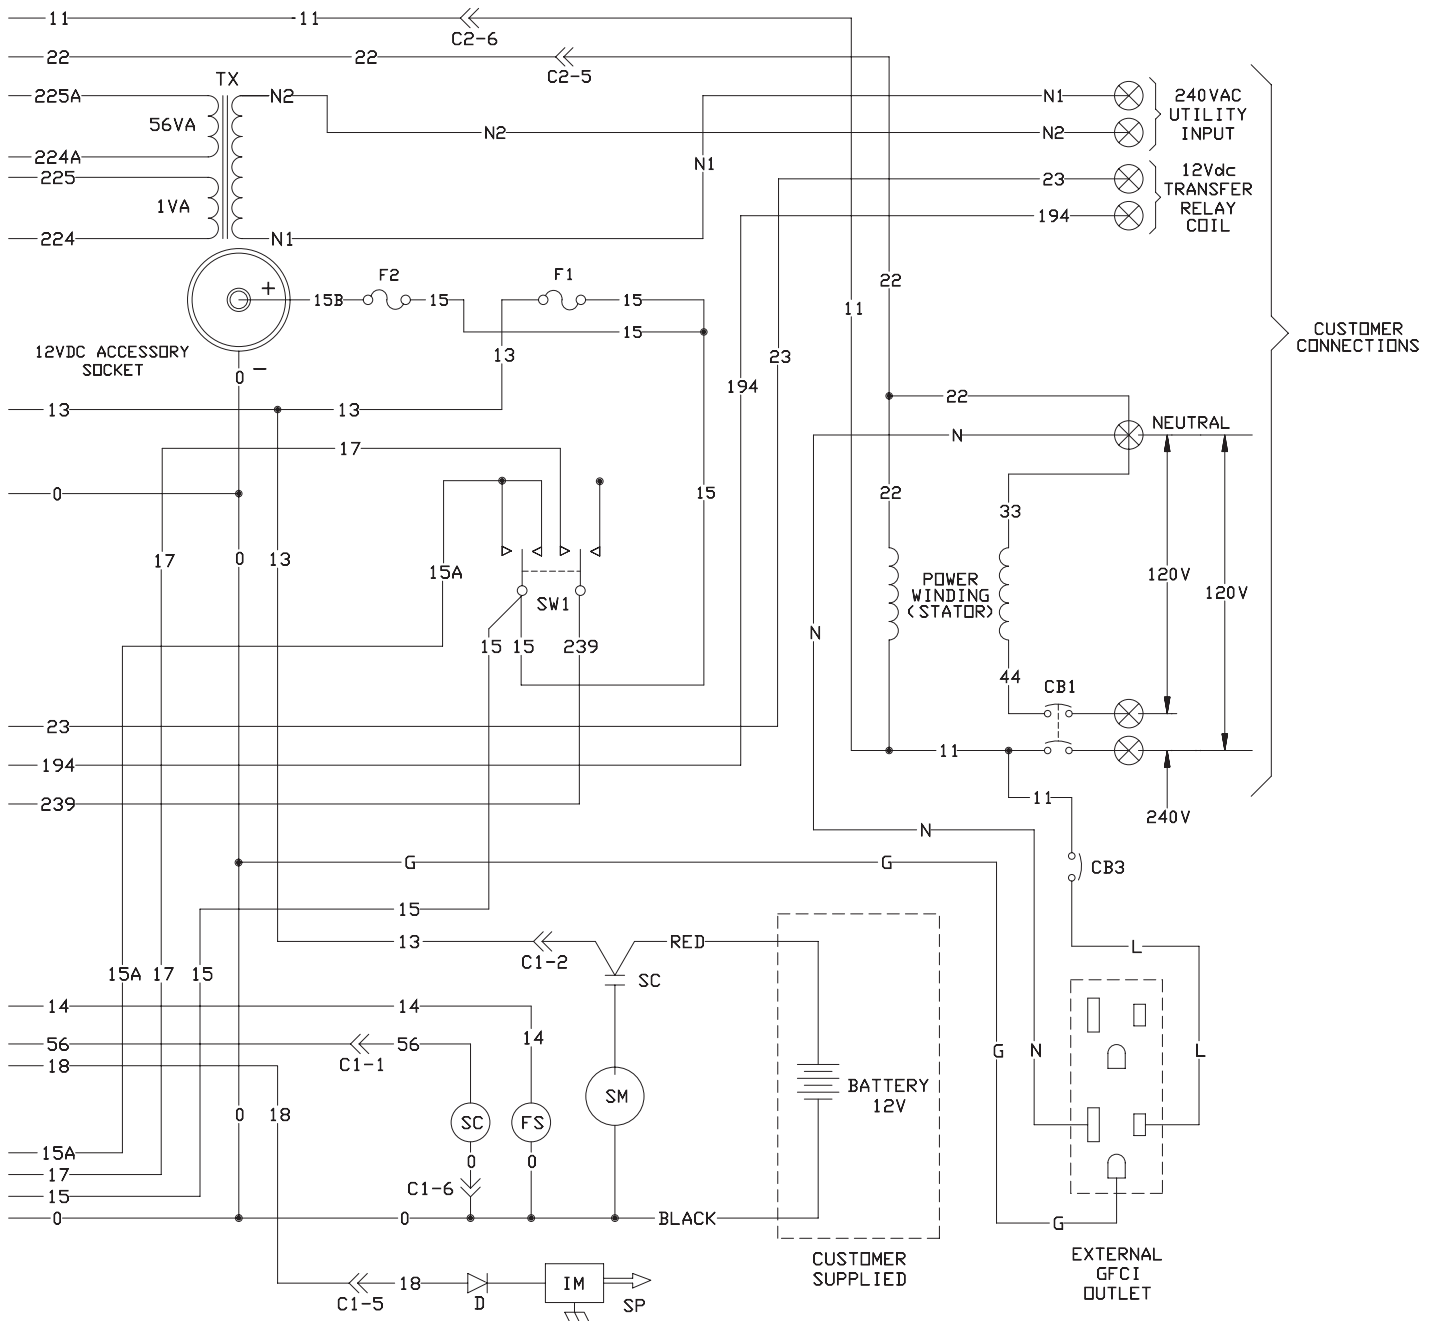 11
11
C2-6
22
22
C2-5
TX
225A
N2
N1
240VAC
UTILITY
INPUT
56VA
N2
N2
224A
225
N1
23
12Vdc
TRANSFER
RELAY
COIL
1VA
194
224
N1
F2
F1
+
15B
15
15
22
11
15
12VDC ACCESSORY
SOCKET
13
23
CUSTOMER
CONNECTIONS
0
−
194
13
13
22
NEUTRAL
N
17
0
15
22
33
17
0
13
15A
POWER
WINDING
(STATOR)
120V
120V
SW1
15
15
239
N
44
CB1
23
11
194
239
11
240V
N
G
G
CB3
15
13
C1-2
RED
L
15A
17
15
SC
14
14
14
56
C1-1
56
18
G
N
L
SM
BATTERY
12V
0
18
SC
FS
15A
0
0
17
C1-6
15
0
0
BLACK
G
CUSTOMER
SUPPLIED
EXTERNAL
GFCI
OUTLET
C1-5
18
D
IM
SP